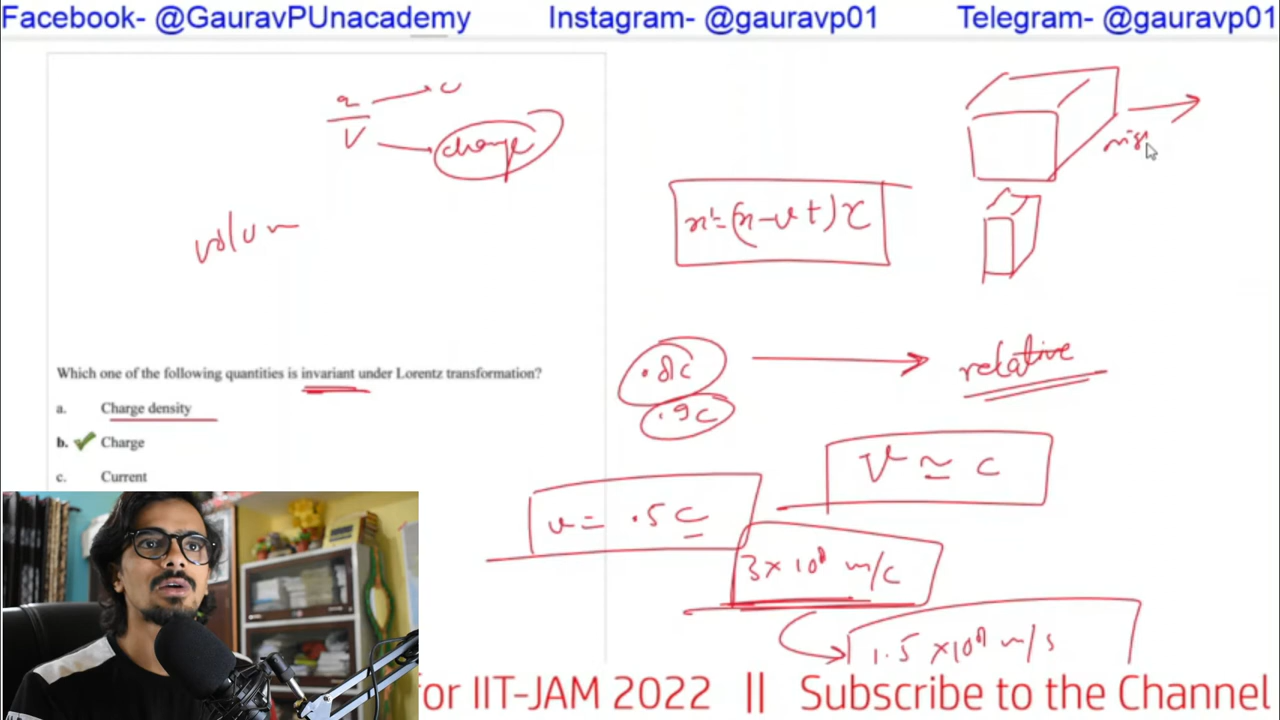 Facebook- @GauravPUnacademy Instagram- @gauravp01 Telegram- @gauravp01
q/V
change
volum
x'=(x-vt)γ
Which one of the following quantities is invariant under Lorentz transformation?
a. Charge density
b. Charge
c. Current
.8c
.9c
relative
V ≃ c
v = .5c
3×10⁸ m/c
1.5×10⁸ m/s
for IIT-JAM 2022 || Subscribe to the Channel